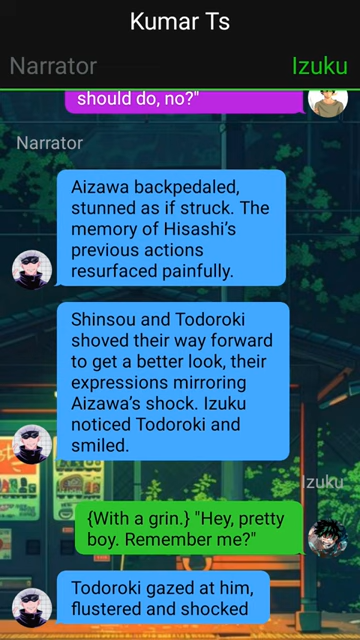 Kumar Ts
Narrator
Izuku
should do, no?"
Narrator
Aizawa backpedaled,
stunned as if struck. The
memory of Hisashi's
previous actions
resurfaced painfully.
Shinsou and Todoroki
shoved their way forward
to get a better look, their
expressions mirroring
Aizawa's shock. Izuku
noticed Todoroki and
smiled.
Izuku
{With a grin.} "Hey, pretty
boy. Remember me?"
Todoroki gazed at him,
flustered and shocked